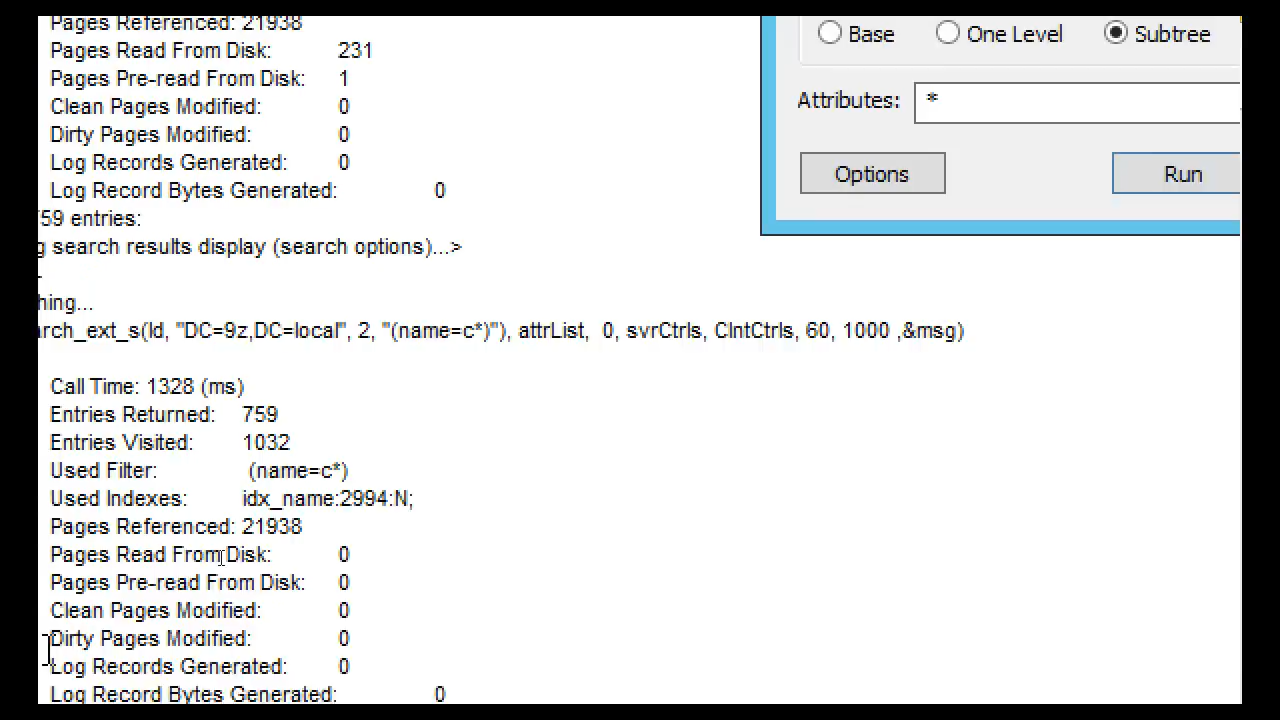 Pages Referenced: 21938
Pages Read From Disk: 231
Pages Pre-read From Disk: 1
Clean Pages Modified: 0
Dirty Pages Modified: 0
Log Records Generated: 0
Log Record Bytes Generated: 0
759 entries:
g search results display (search options)...>
-
hing...
arch_ext_s(ld, "DC=9z,DC=local", 2, "(name=c*)"), attrList, 0, svrCtrls, ClntCtrls, 60, 1000 ,&msg)
Call Time: 1328 (ms)
Entries Returned: 759
Entries Visited: 1032
Used Filter: (name=c*)
Used Indexes: idx_name:2994:N;
Pages Referenced: 21938
Pages Read From Disk: 0
Pages Pre-read From Disk: 0
Clean Pages Modified: 0
Dirty Pages Modified: 0
Log Records Generated: 0
Log Record Bytes Generated: 0
Base One Level Subtree
Attributes: *
Options Run